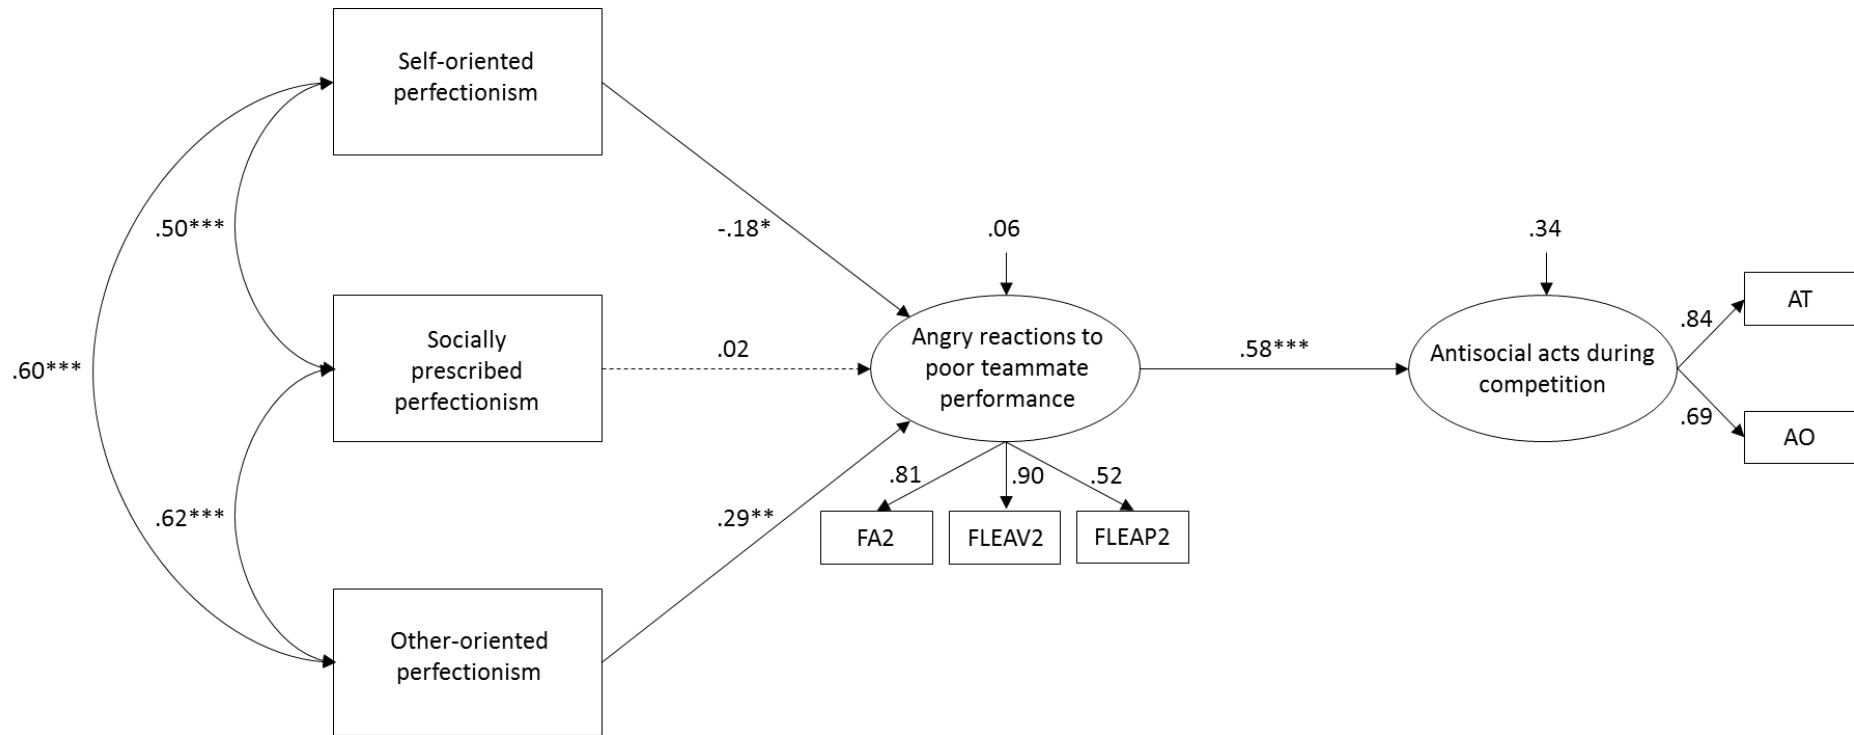 Self-oriented
perfectionism
.50***
-.18*
.06
.34
AT
.84
Socially
prescribed
perfectionism
.60***
.02
Angry reactions to
poor teammate
performance
.58***
Antisocial acts during
competition
.69
AO
.81
.90
.52
.62***
.29**
FA2
FLEAV2
FLEAP2
Other-oriented
perfectionism